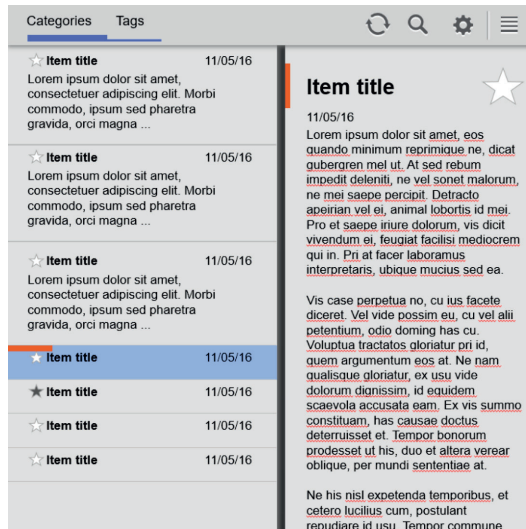 Categories
Tags
Item title 11/05/16
Lorem ipsum dolor sit amet,
consectetuer adipiscing elit. Morbi
commodo, ipsum sed pharetra
gravida, orci magna ...
Item title 11/05/16
Lorem ipsum dolor sit amet,
consectetuer adipiscing elit. Morbi
commodo, ipsum sed pharetra
gravida, orci magna ...
Item title 11/05/16
Lorem ipsum dolor sit amet,
consectetuer adipiscing elit. Morbi
commodo, ipsum sed pharetra
gravida, orci magna ...
Item title 11/05/16
Item title 11/05/16
Item title 11/05/16
Item title 11/05/16
Item title
11/05/16
Lorem ipsum dolor sit amet, eos
quando minimum reprimique ne, dicat
gubergren mel ut. At sed rebum
impedit deleniti, ne vel sonet malorum,
ne mei saepe percipit. Detracto
apeirian vel ei, animal lobortis id mei.
Pro et saepe iriure dolorum, vis dicit
vivendum ei, feugiat facilisi mediocrem
qui in. Pri at facer laboramus
interpretaris, ubique mucius sed ea.
Vis case perpetua no, cu ius facete
diceret. Vel vide possim eu, cu vel alii
petentium, odio doming has cu.
Voluptua tractatos gloriatur pri id,
quem argumentum eos at. Ne nam
qualisque gloriatur, ex usu vide
dolorum dignissim, id equidem
scaevola accusata eam. Ex vis summo
constituam, has causae doctus
deterruisset et. Tempor bonorum
prodesset ut his, duo et altera verear
oblique, per mundi sententiae at.
Ne his nisl expetenda temporibus, et
cetero lucilius cum, postulant
repudiare id usu. Tempor commune